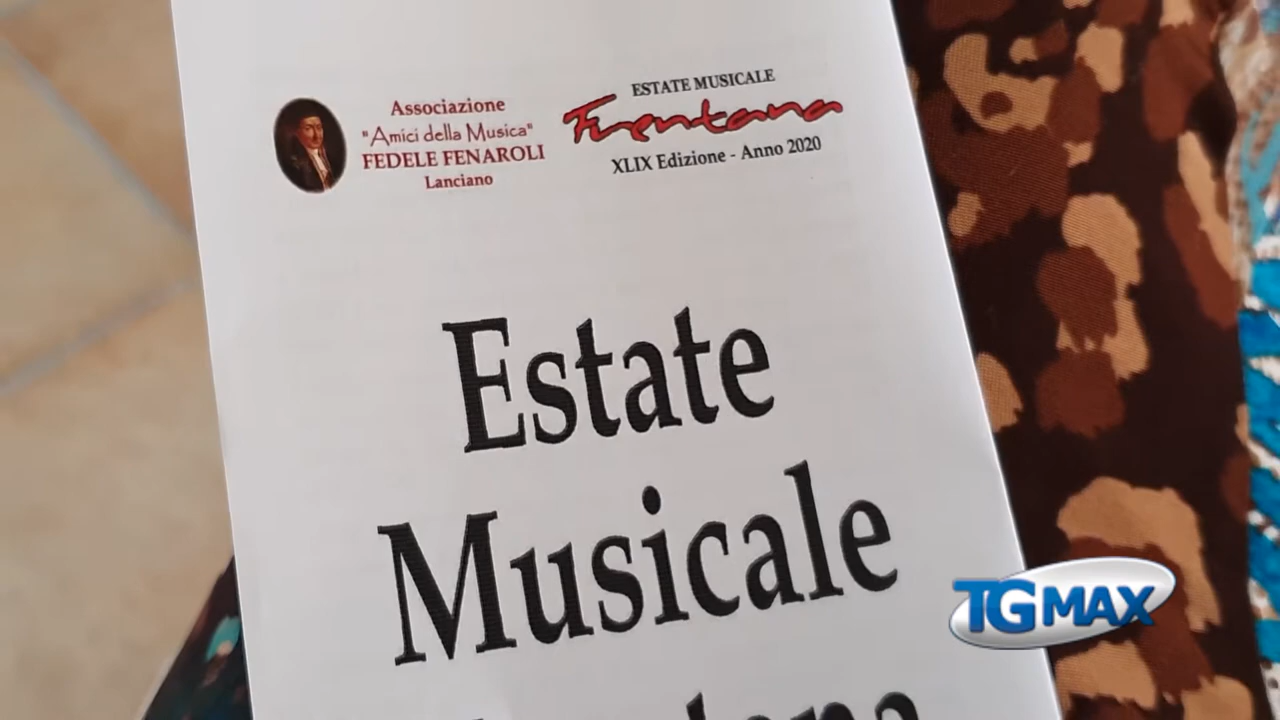 Associazione
"Amici della Musica"
FEDELE FENAROLI
Lanciano
ESTATE MUSICALE
Frentana
XLIX Edizione - Anno 2020
Estate
Musicale
TGMAX